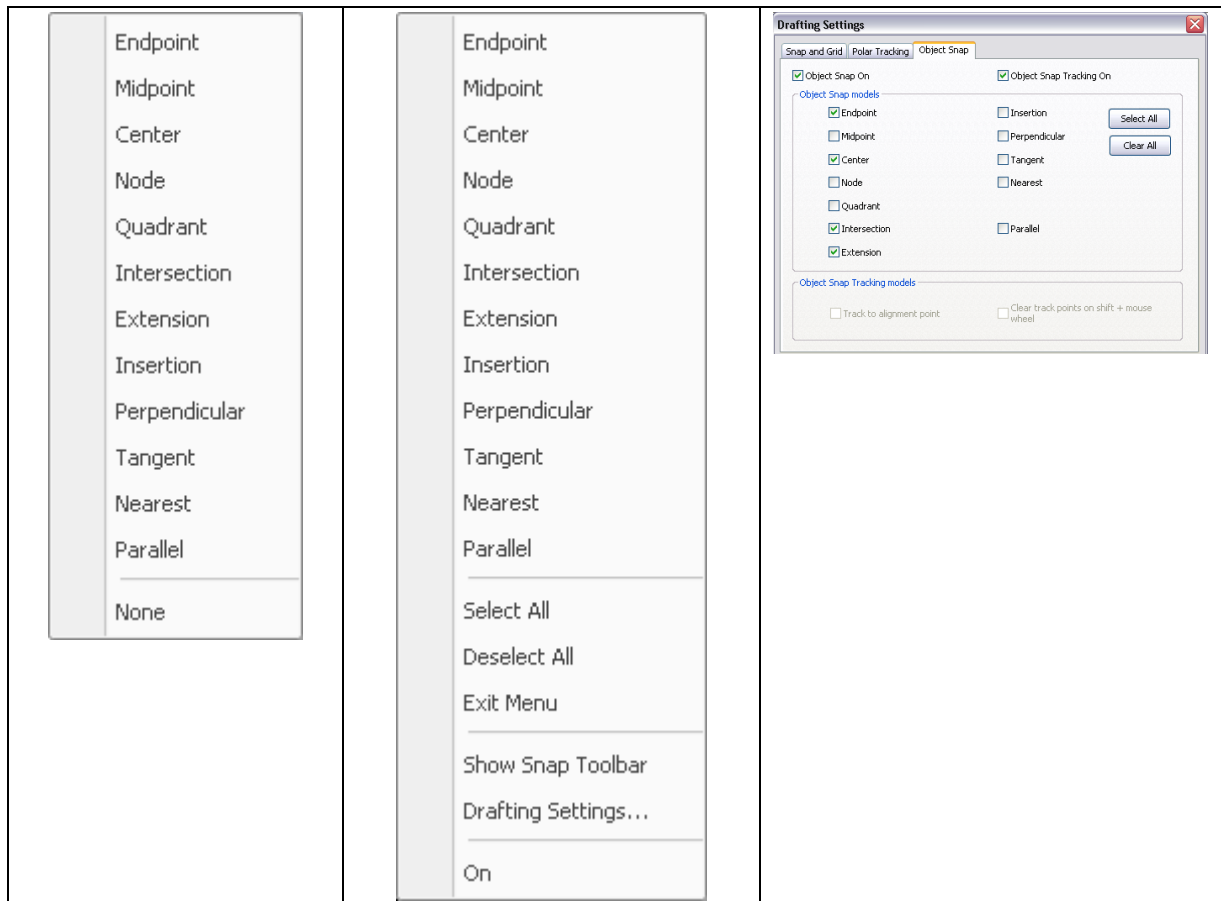 Endpoint
Midpoint
Center
Node
Quadrant
Intersection
Extension
Insertion
Perpendicular
Tangent
Nearest
Parallel
None
Endpoint
Midpoint
Center
Node
Quadrant
Intersection
Extension
Insertion
Perpendicular
Tangent
Nearest
Parallel
Select All
Deselect All
Exit Menu
Show Snap Toolbar
Drafting Settings...
On
Drafting Settings
Snap and Grid Polar Tracking Object Snap
Object Snap On Object Snap Tracking On
Object Snap models
Endpoint Insertion Select All
Midpoint Perpendicular Clear All
Center Tangent
Node Nearest
Quadrant
Intersection Parallel
Extension
Object Snap Tracking models
Track to alignment point Clear track points on shift + mouse
wheel